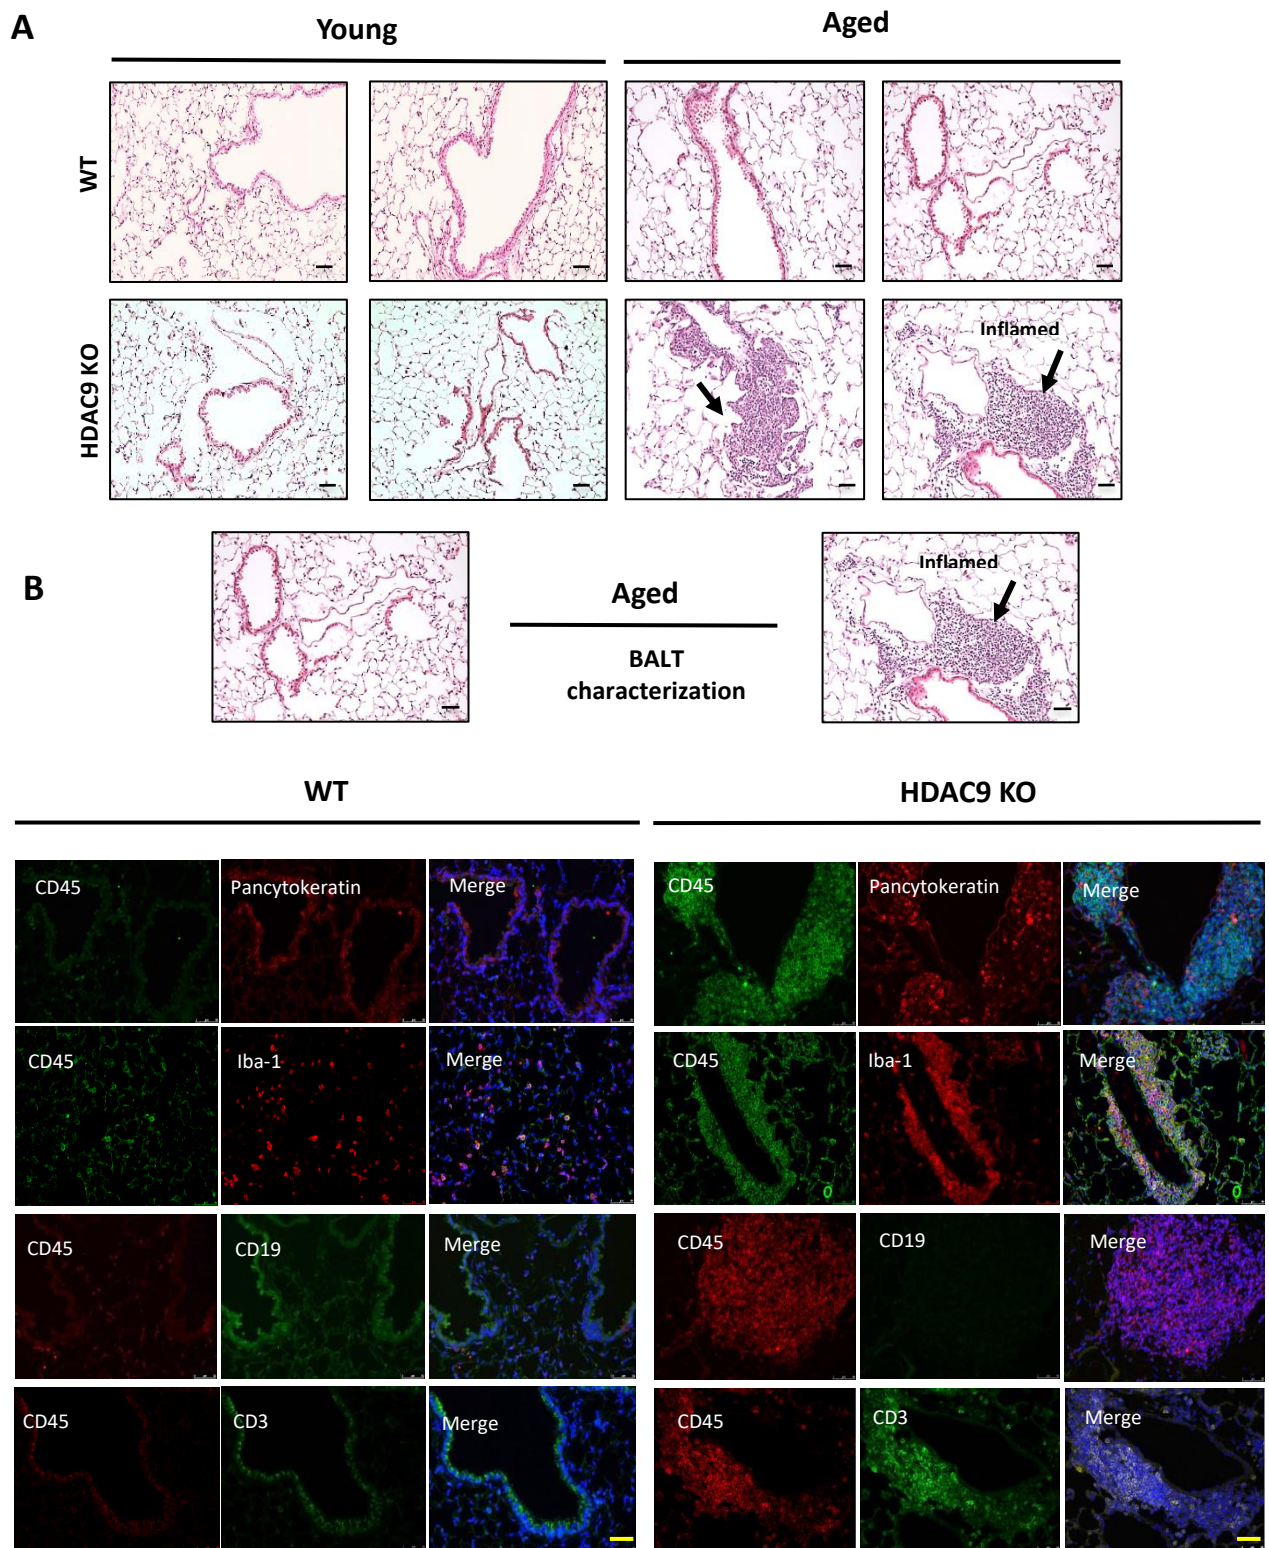 A
Young
Aged
WT
HDAC9 KO
Inflamed
B
Aged
BALT
characterization
Inflamed
WT
HDAC9 KO
CD45
Pancytokeratin
Merge
CD45
Pancytokeratin
Merge
CD45
Iba-1
Merge
CD45
Iba-1
Merge
CD45
CD19
Merge
CD45
CD19
Merge
CD45
CD3
Merge
CD45
CD3
Merge